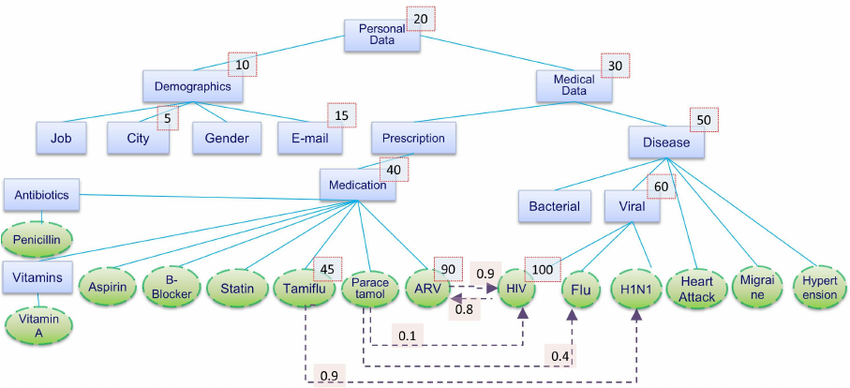 20
Personal
Data
10
30
Demographics
Medical
Data
5
15
50
Job
City
Gender
E-mail
Prescription
Disease
40
60
Antibiotics
Medication
Bacterial
Viral
Penicillin
45
90
0.9
100
Vitamins
Aspirin
B-
Blocker
Statin
Tamiflu
Parace
tamol
ARV
HIV
Flu
H1N1
Heart
Attack
Migrai
ne
Hypert
ension
0.8
Vitamin
A
0.1
0.4
0.9